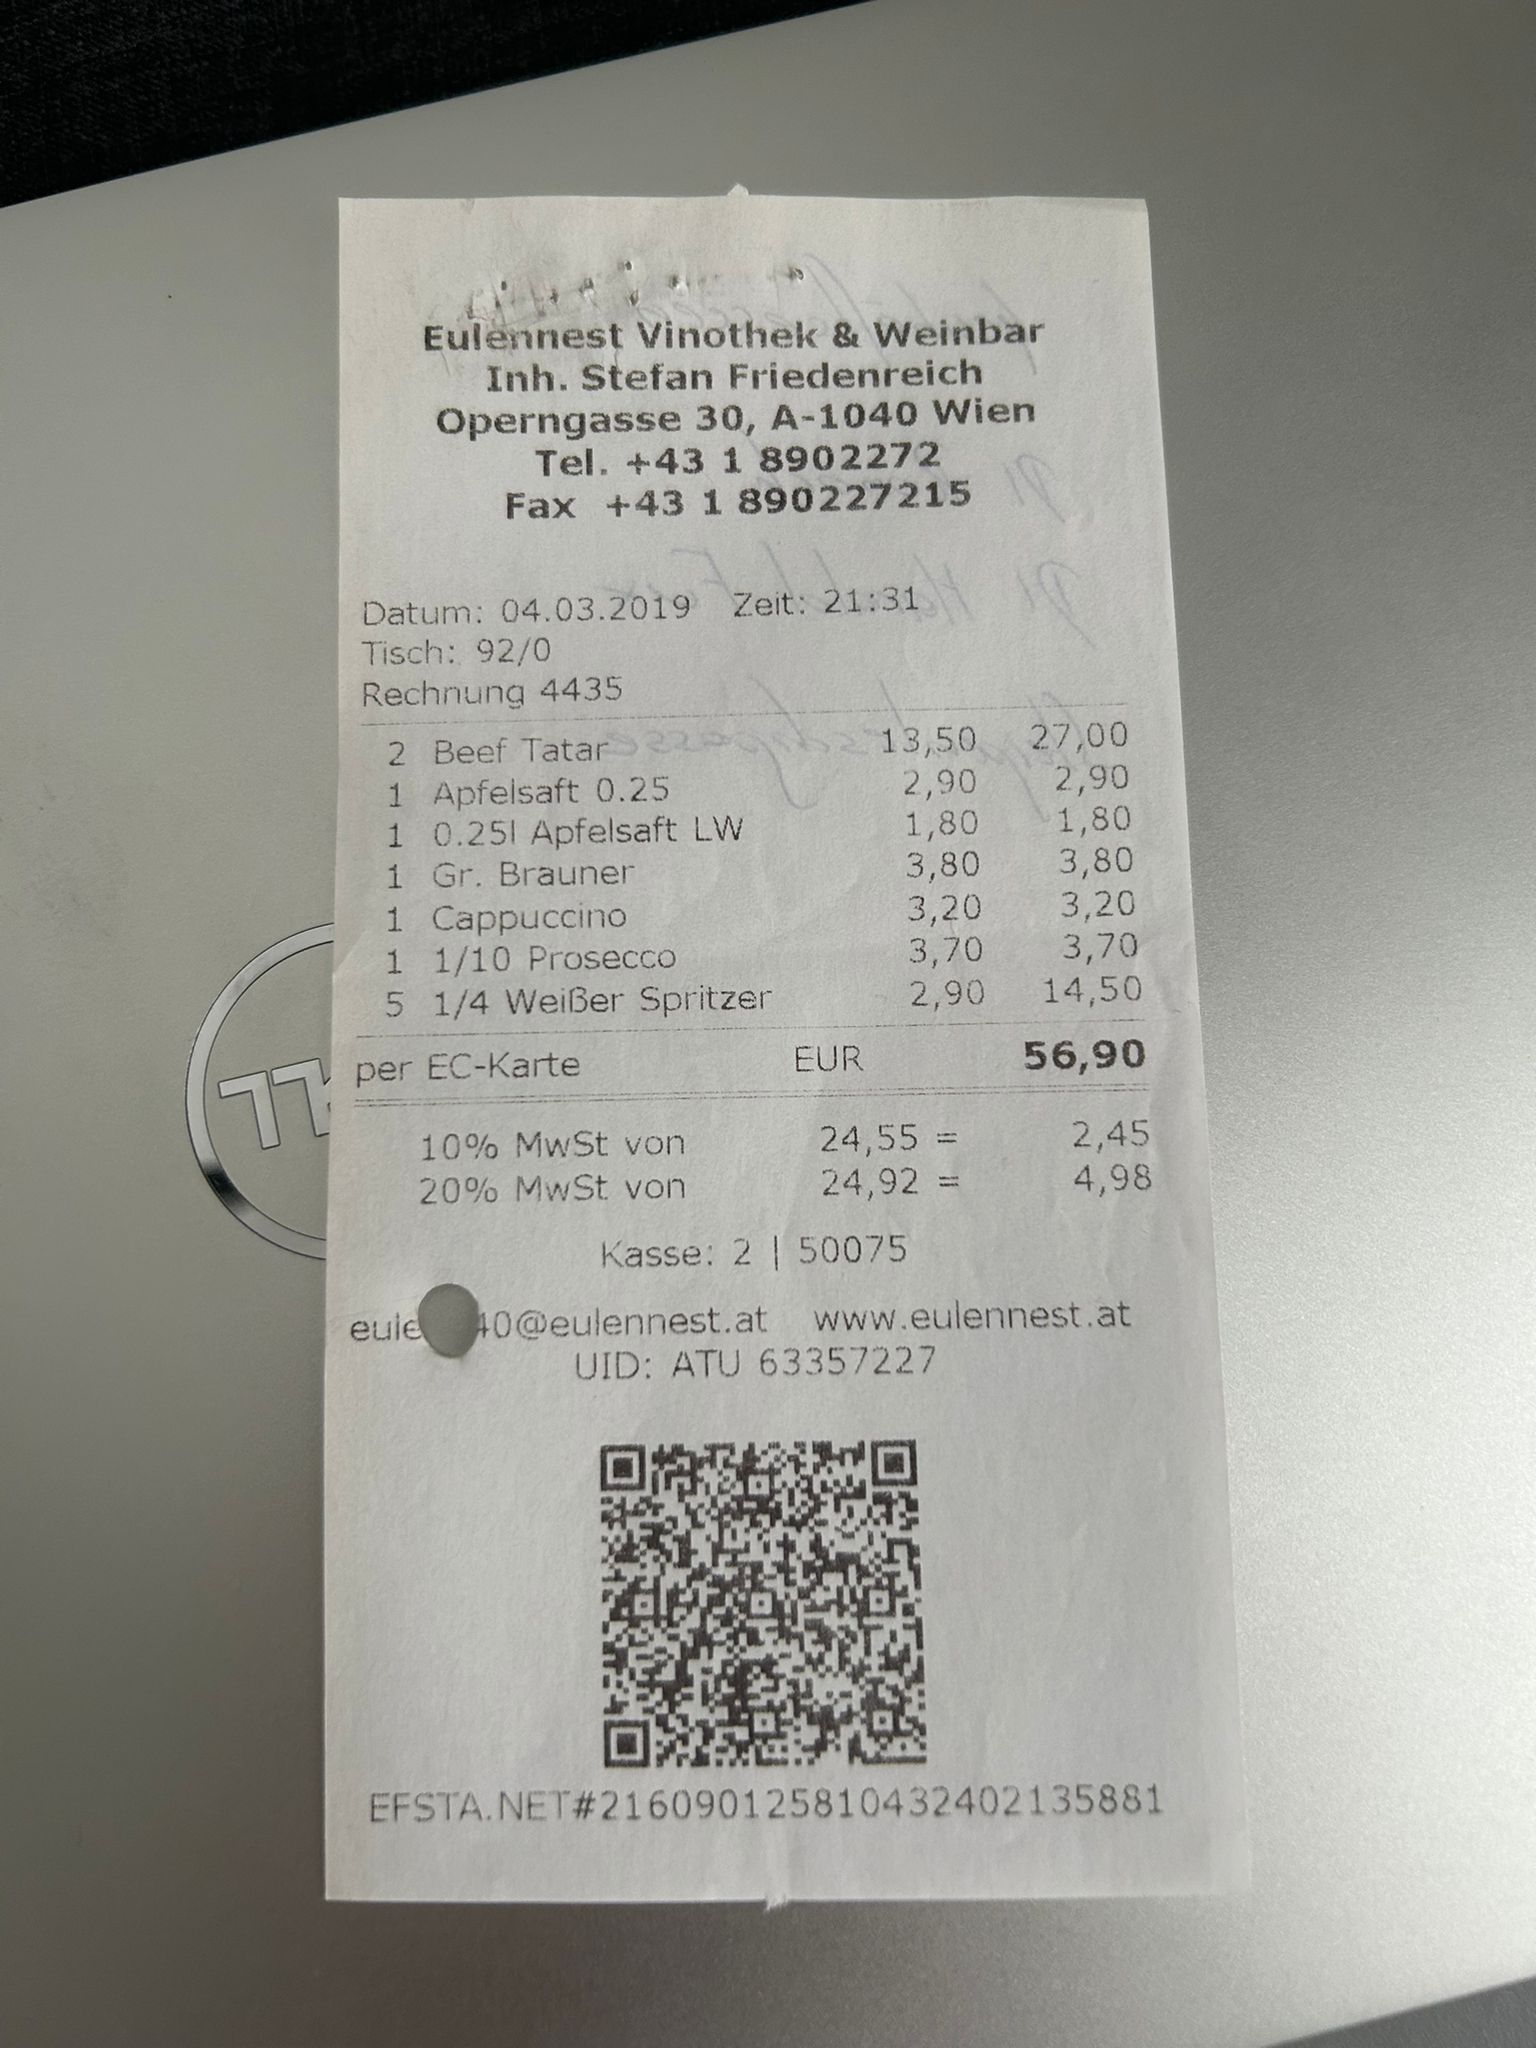 Eulennest Vinothek & Weinbar
Inh. Stefan Friedenreich
Operngasse 30, A-1040 Wien
Tel. +43 1 8902272
Fax +43 1 890227215
Datum: 04.03.2019 Zeit: 21:31
Tisch: 92/0
Rechnung 4435
2 Beef Tatar 13,50 27,00
1 Apfelsaft 0.25 2,90 2,90
1 0.25l Apfelsaft LW 1,80 1,80
1 Gr. Brauner 3,80 3,80
1 Cappuccino 3,20 3,20
1 1/10 Prosecco 3,70 3,70
5 1/4 Weißer Spritzer 2,90 14,50
per EC-Karte EUR 56,90
10% MwSt von 24,55 = 2,45
20% MwSt von 24,92 = 4,98
Kasse: 2 | 50075
www.eulennest.at
UID: ATU 63357227
EFSTA.NET#2160901258104324021​35881